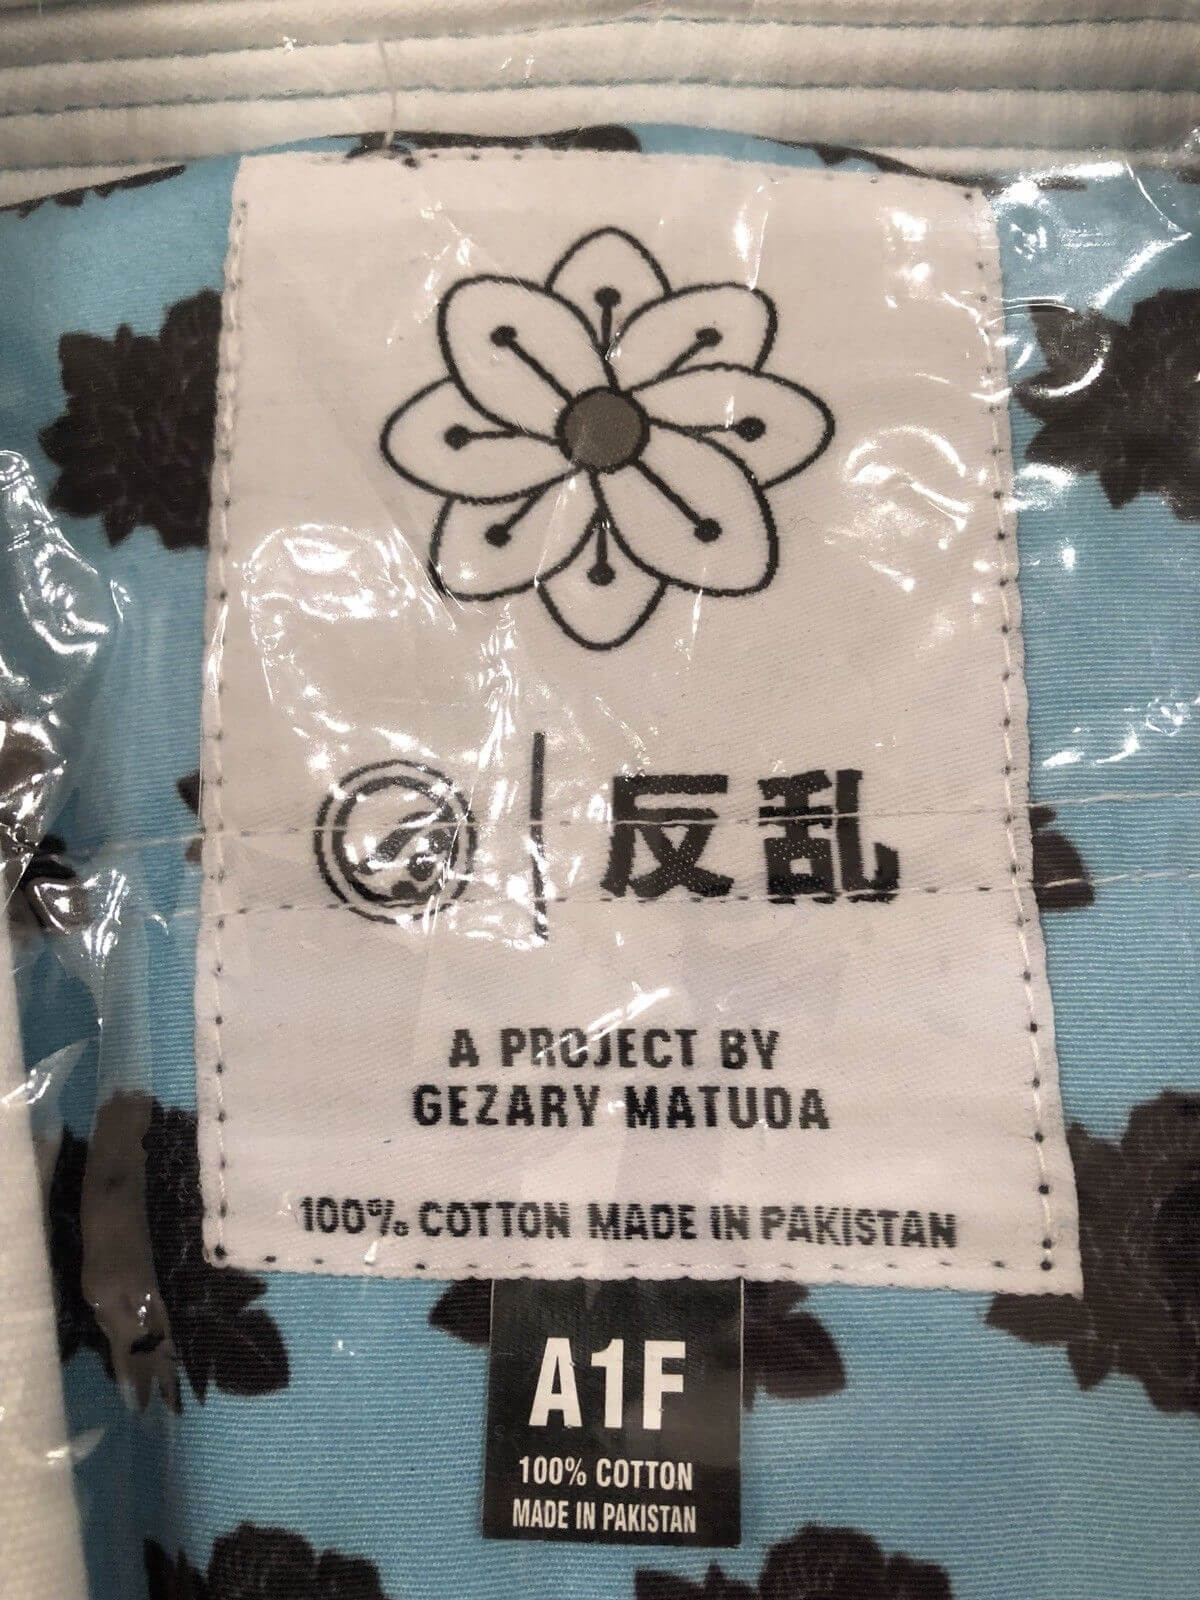 反乱
A PROJECT BY
GEZARY MATUDA
100% COTTON MADE IN PAKISTAN
A1F
100% COTTON
MADE IN PAKISTAN